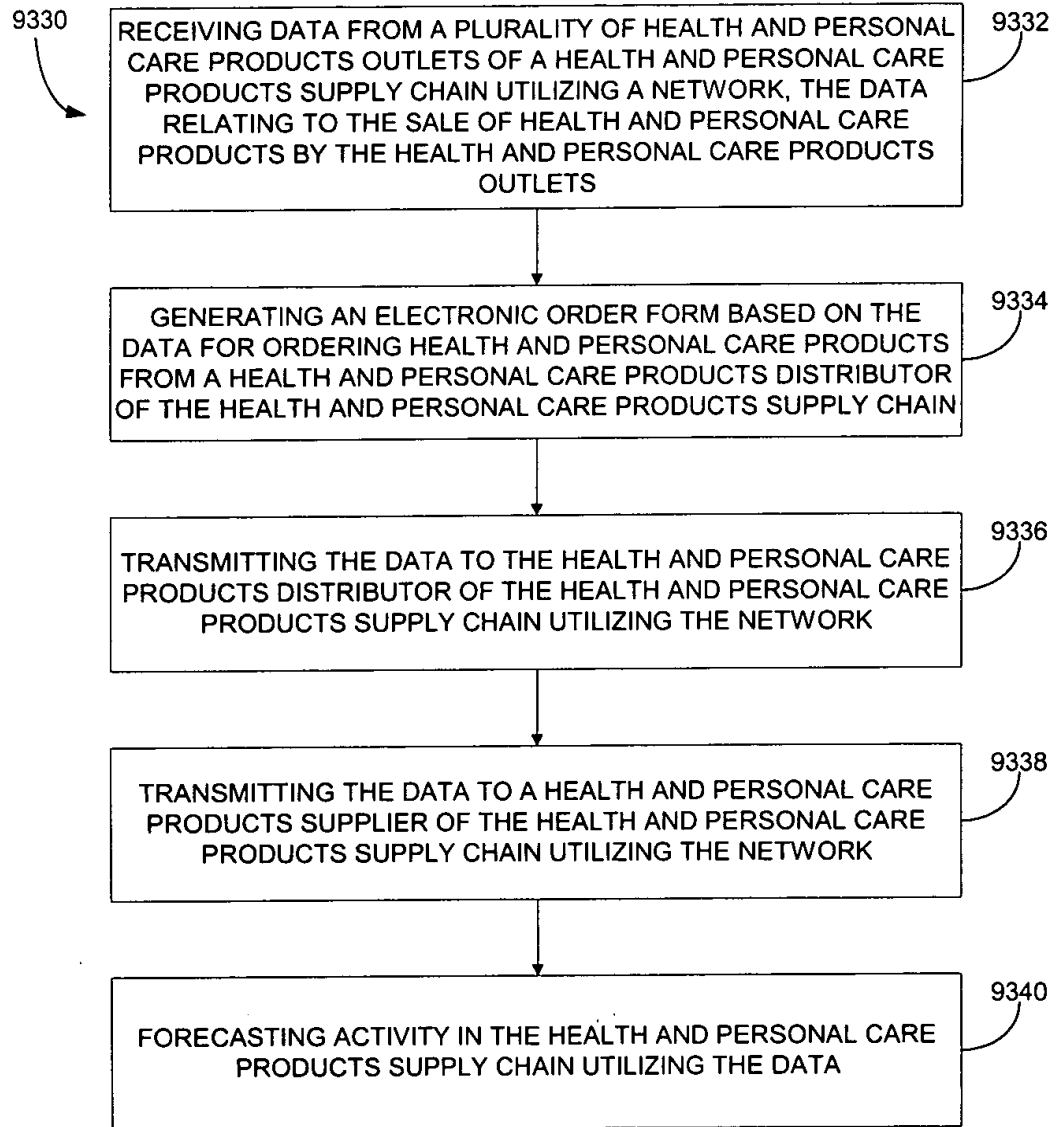 9330
RECEIVING DATA FROM A PLURALITY OF HEALTH AND PERSONAL
CARE PRODUCTS OUTLETS OF A HEALTH AND PERSONAL CARE
PRODUCTS SUPPLY CHAIN UTILIZING A NETWORK, THE DATA
RELATING TO THE SALE OF HEALTH AND PERSONAL CARE
PRODUCTS BY THE HEALTH AND PERSONAL CARE PRODUCTS
OUTLETS
9332
GENERATING AN ELECTRONIC ORDER FORM BASED ON THE
DATA FOR ORDERING HEALTH AND PERSONAL CARE PRODUCTS
FROM A HEALTH AND PERSONAL CARE PRODUCTS DISTRIBUTOR
OF THE HEALTH AND PERSONAL CARE PRODUCTS SUPPLY CHAIN
9334
TRANSMITTING THE DATA TO THE HEALTH AND PERSONAL CARE
PRODUCTS DISTRIBUTOR OF THE HEALTH AND PERSONAL CARE
PRODUCTS SUPPLY CHAIN UTILIZING THE NETWORK
9336
TRANSMITTING THE DATA TO A HEALTH AND PERSONAL CARE
PRODUCTS SUPPLIER OF THE HEALTH AND PERSONAL CARE
PRODUCTS SUPPLY CHAIN UTILIZING THE NETWORK
9338
FORECASTING ACTIVITY IN THE HEALTH AND PERSONAL CARE
PRODUCTS SUPPLY CHAIN UTILIZING THE DATA
9340